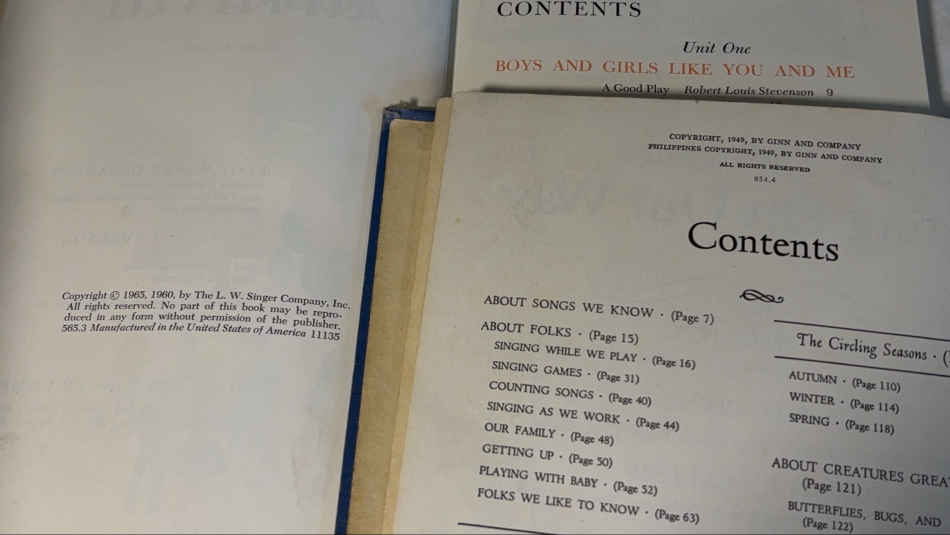 CONTENTS
Unit One
BOYS AND GIRLS LIKE YOU AND ME
A Good Play Robert Louis Stevenson 9
Copyright © 1965, 1960, by The L. W. Singer Company, Inc.
All rights reserved. No part of this book may be repro-
duced in any form without permission of the publisher.
565.3 Manufactured in the United States of America 11135
COPYRIGHT, 1949, BY GINN AND COMPANY
PHILIPPINES COPYRIGHT, 1949, BY GINN AND COMPANY
ALL RIGHTS RESERVED
854.4
Contents
ABOUT SONGS WE KNOW · (Page 7)
ABOUT FOLKS · (Page 15)
SINGING WHILE WE PLAY · (Page 16)
SINGING GAMES · (Page 31)
COUNTING SONGS · (Page 40)
SINGING AS WE WORK · (Page 44)
OUR FAMILY · (Page 48)
GETTING UP · (Page 50)
PLAYING WITH BABY · (Page 52)
FOLKS WE LIKE TO KNOW · (Page 63)
The Circling Seasons · (
AUTUMN · (Page 110)
WINTER · (Page 114)
SPRING · (Page 118)
ABOUT CREATURES GREA
(Page 121)
BUTTERFLIES, BUGS, AND
(Page 122)